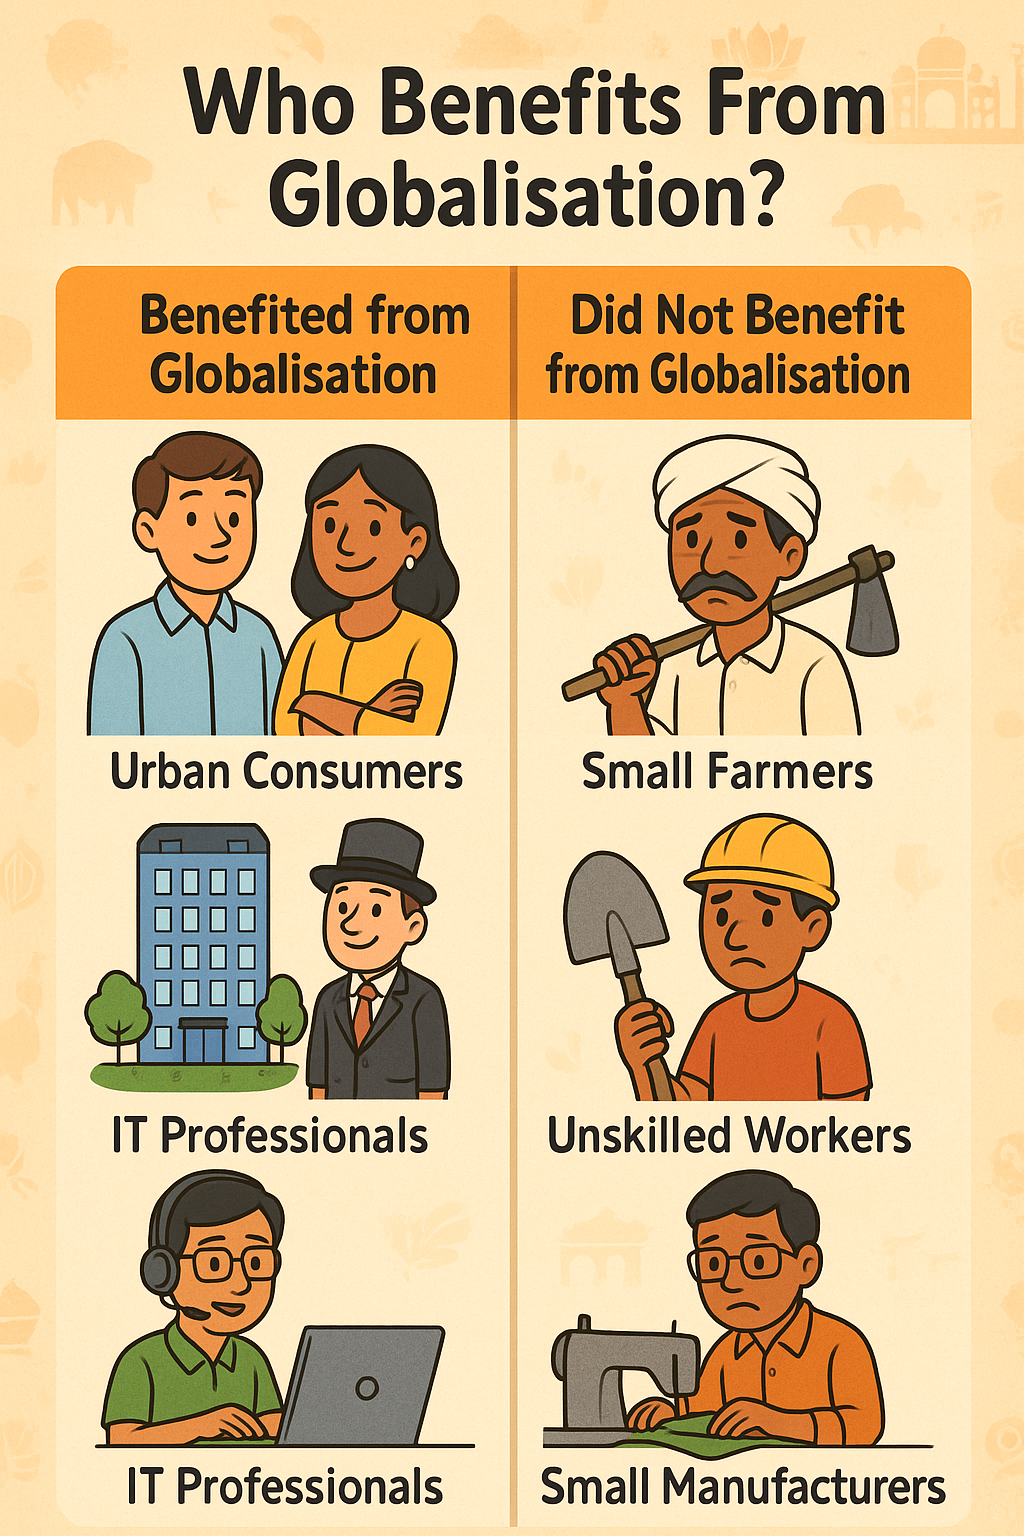 Who Benefits From
Globalisation?
Benefited from
Globalisation
Did Not Benefit
from Globalisation
Urban Consumers
Small Farmers
IT Professionals
Unskilled Workers
IT Professionals
Small Manufacturers